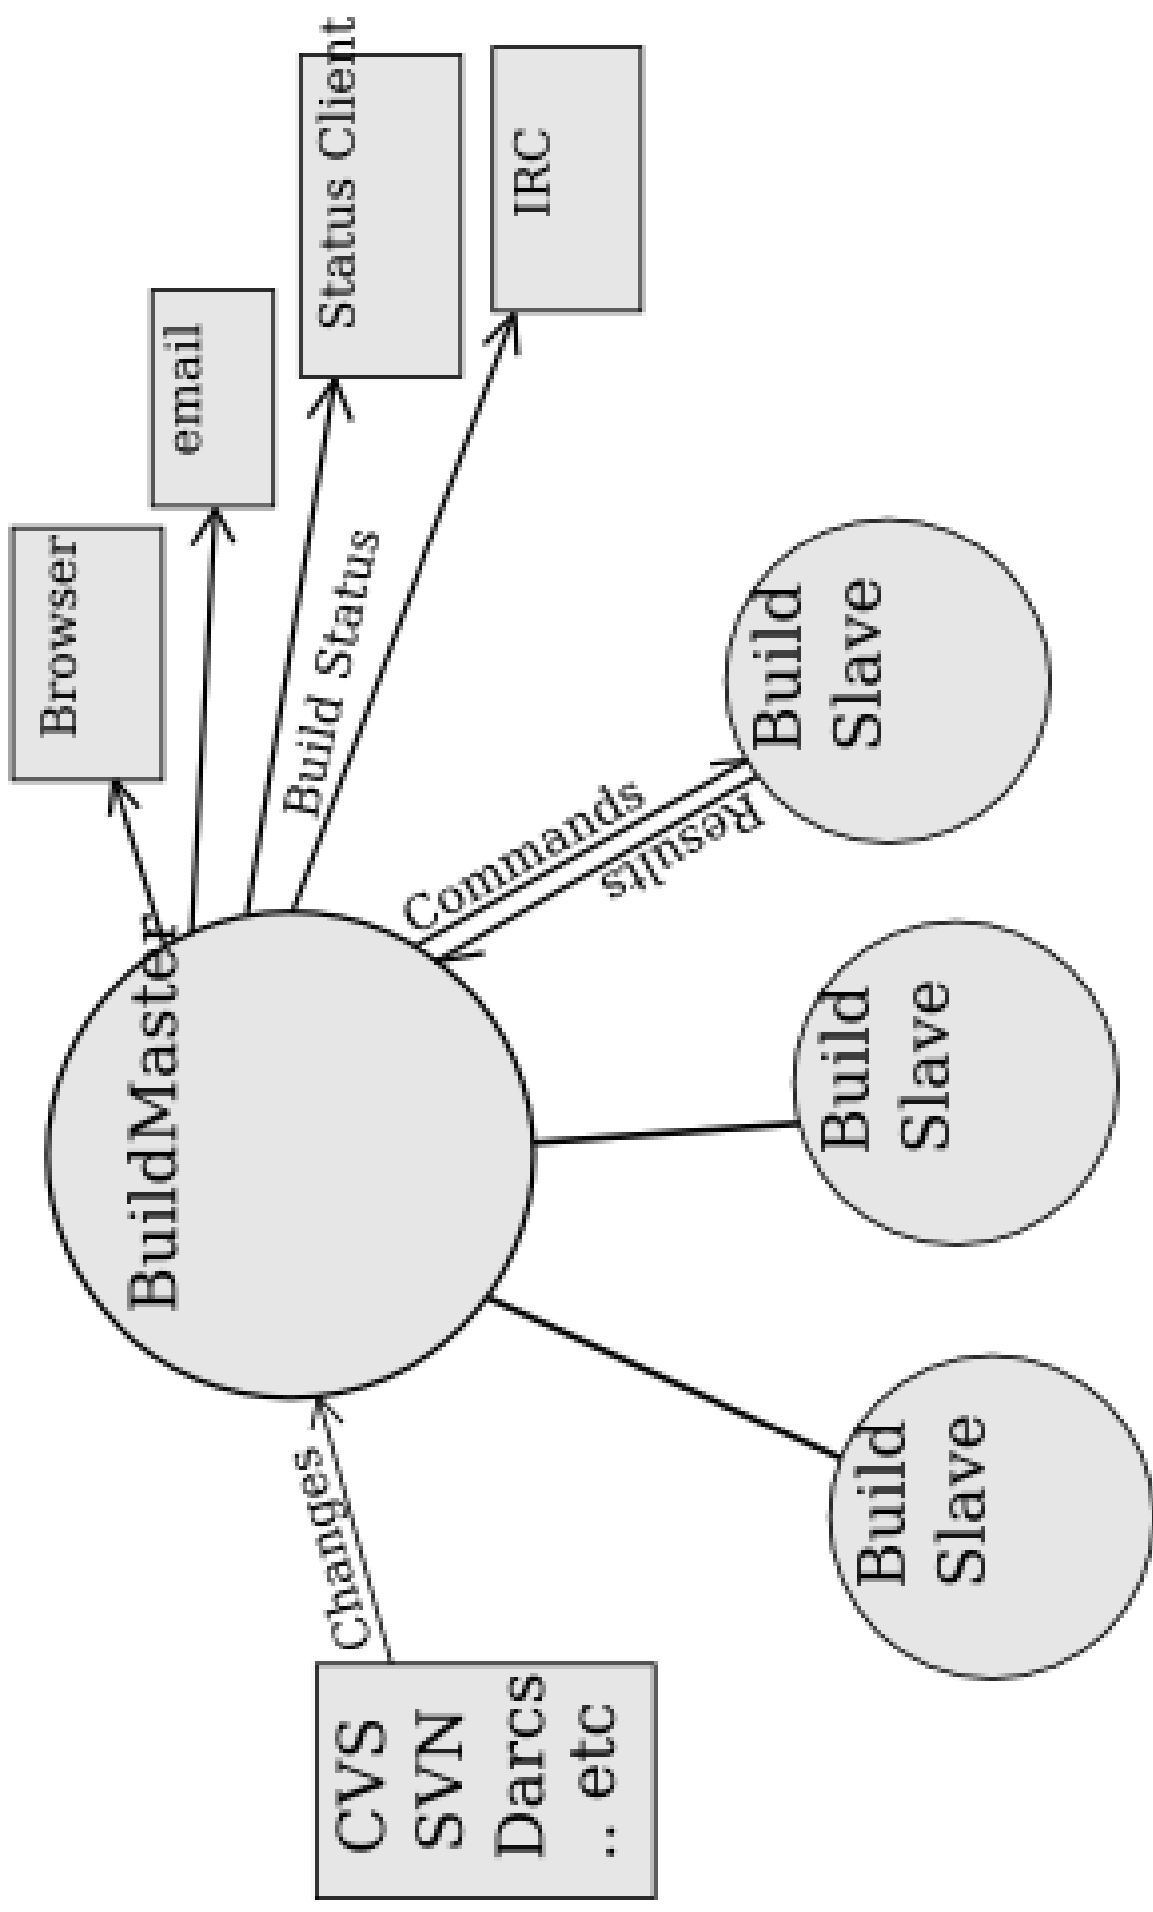 Browser
email
Status Client
IRC
Build Status
BuildMaster
Changes
CVS
SVN
Darcs
... etc
Commands
Results
Build
Slave
Build
Slave
Build
Slave